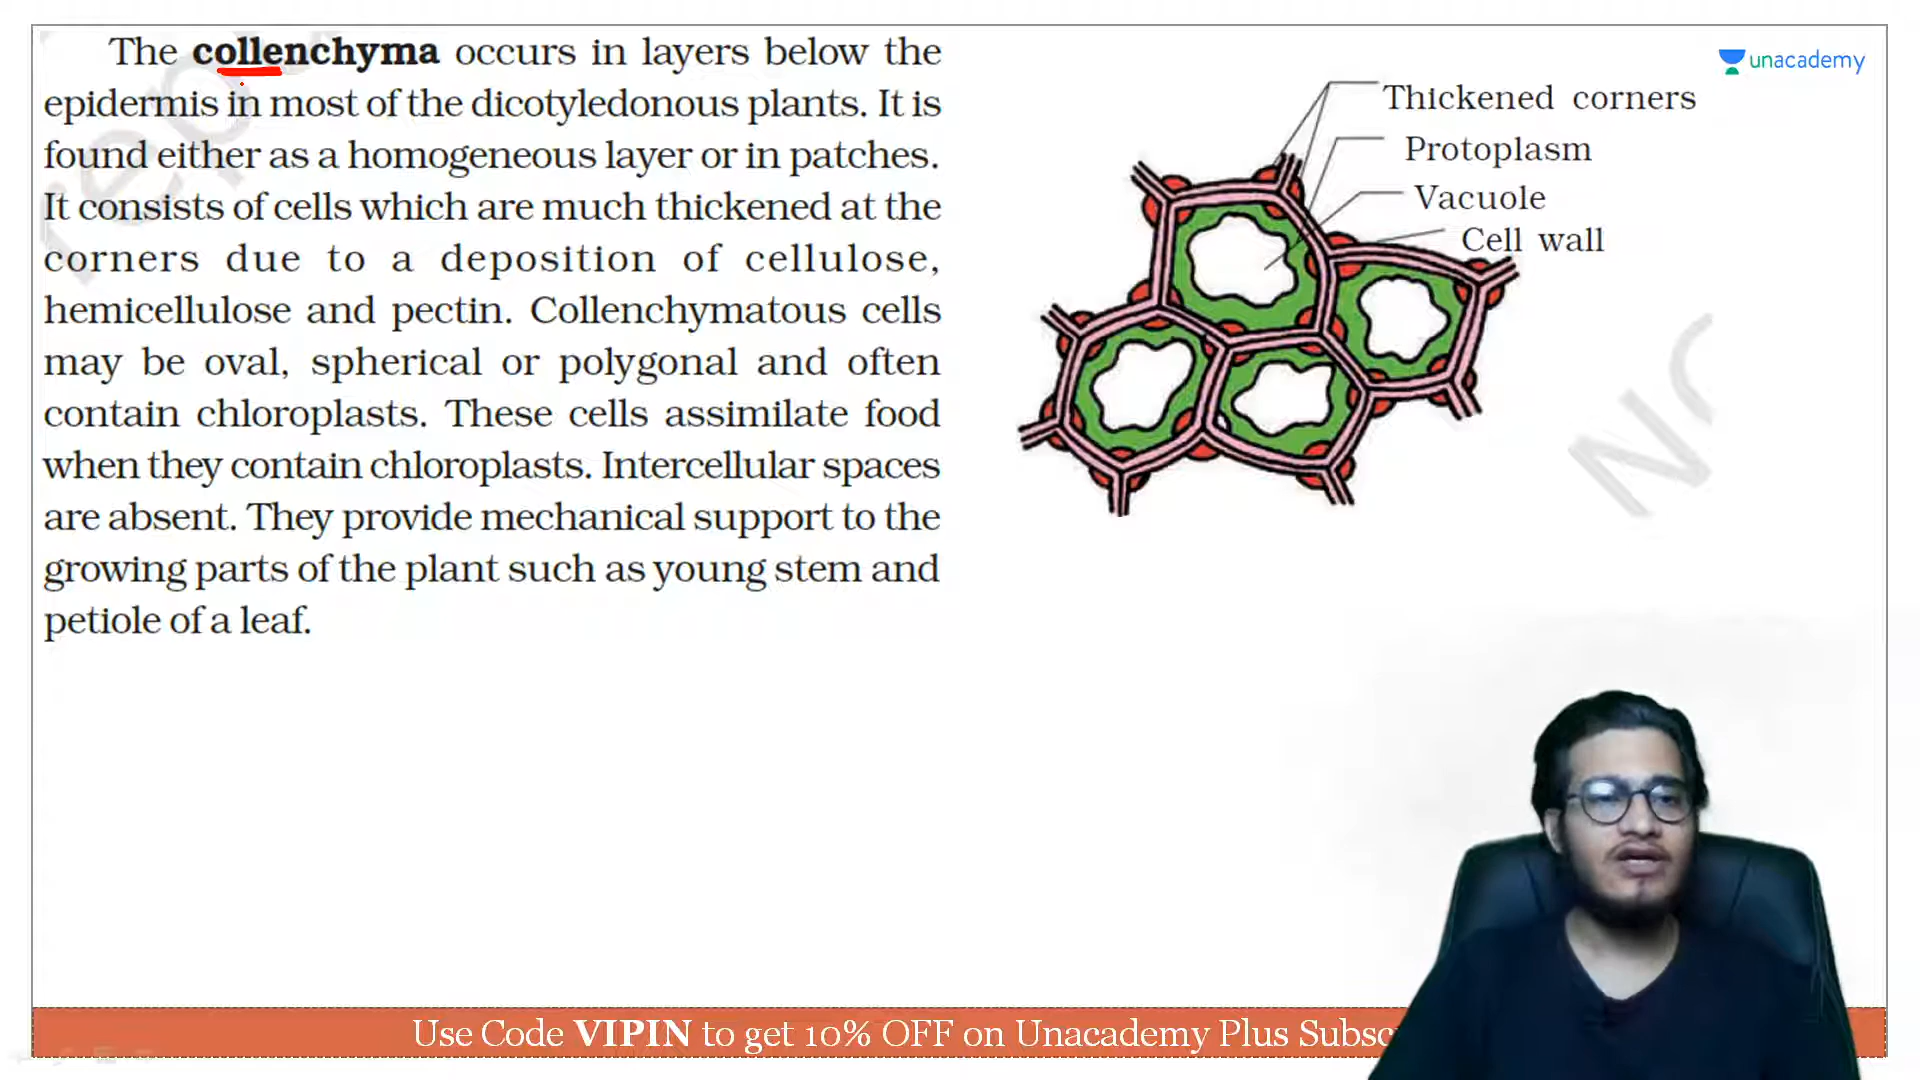 The collenchyma occurs in layers below the
epidermis in most of the dicotyledonous plants. It is
found either as a homogeneous layer or in patches.
It consists of cells which are much thickened at the
corners due to a deposition of cellulose,
hemicellulose and pectin. Collenchymatous cells
may be oval, spherical or polygonal and often
contain chloroplasts. These cells assimilate food
when they contain chloroplasts. Intercellular spaces
are absent. They provide mechanical support to the
growing parts of the plant such as young stem and
petiole of a leaf.
unacademy
Thickened corners
Protoplasm
Vacuole
Cell wall
Use Code VIPIN to get 10% OFF on Unacademy Plus